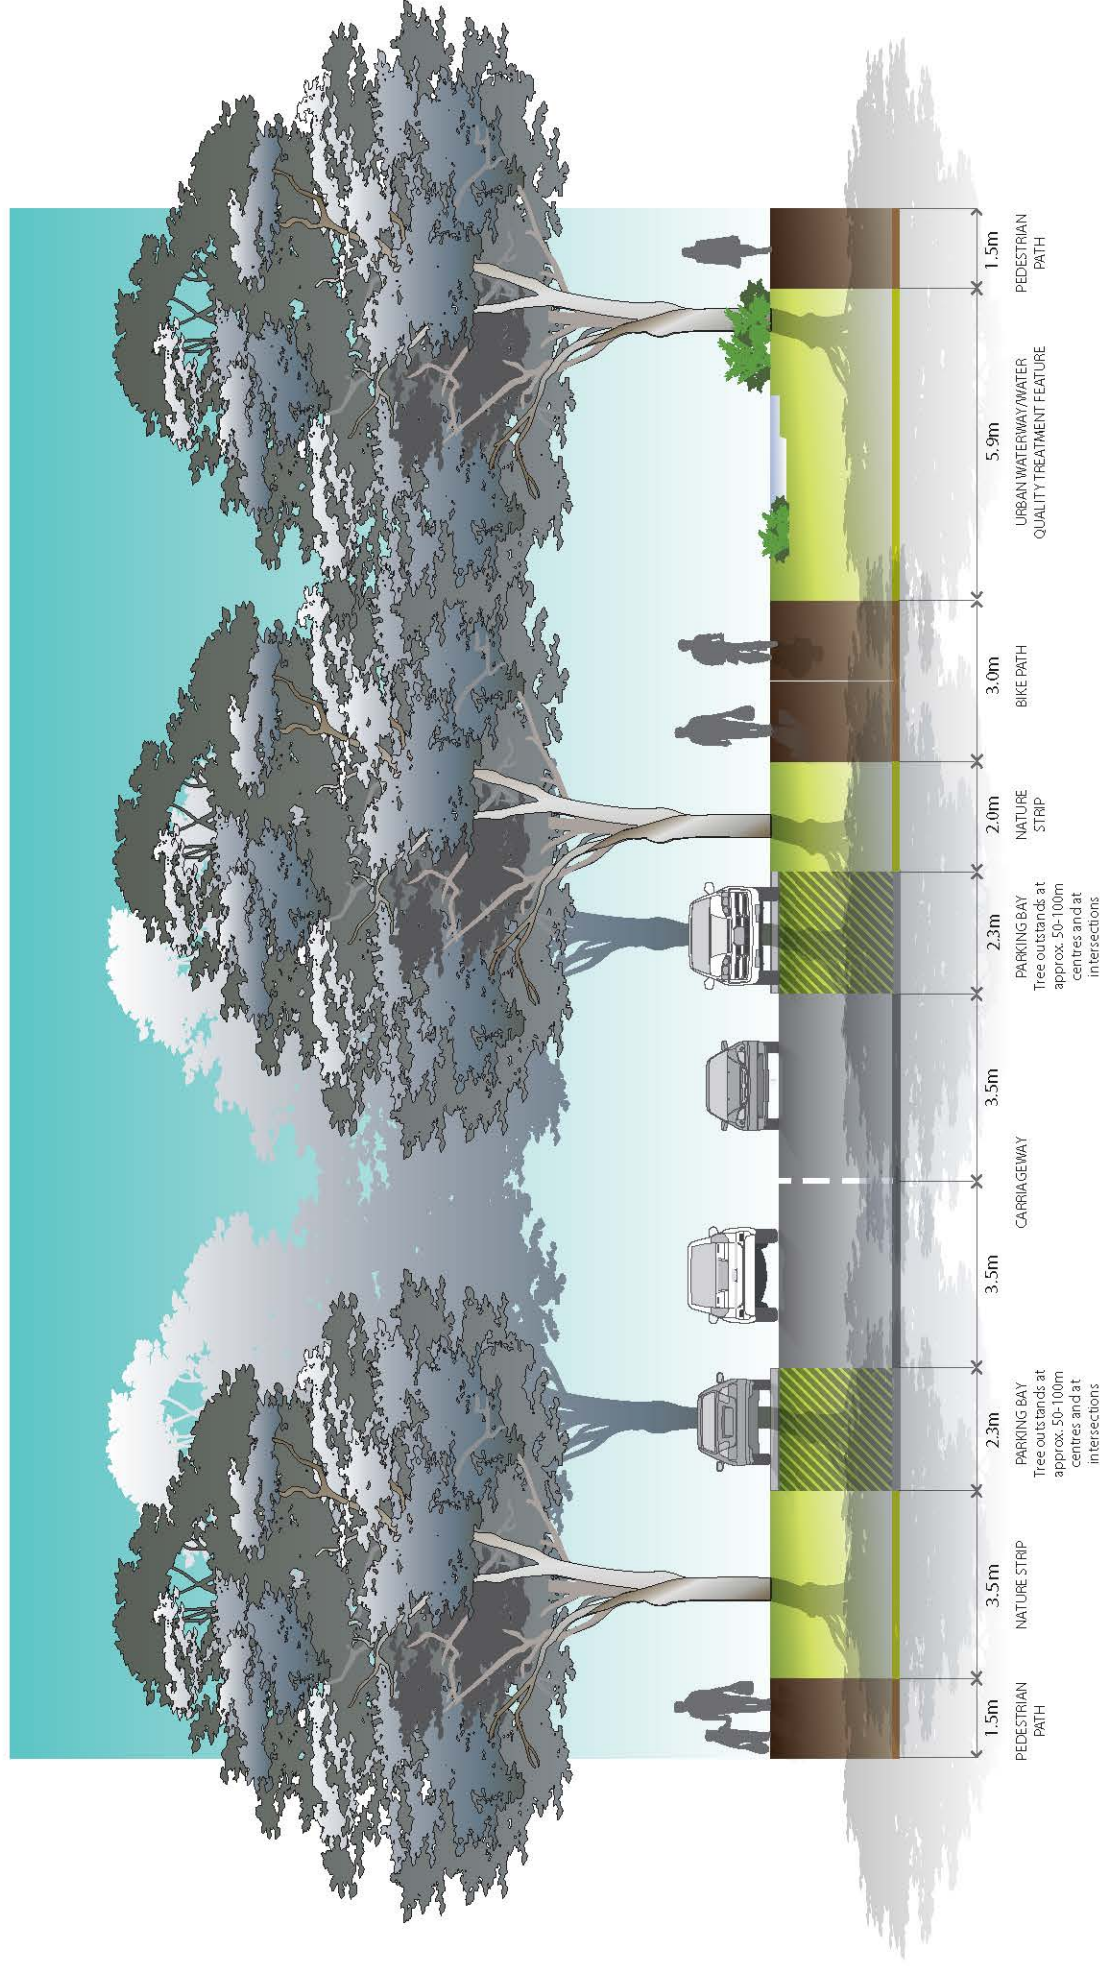 1.5m
3.5m
2.3m
3.5m
3.5m
2.3m
2.0m
3.0m
5.9m
1.5m
PEDESTRIAN
PATH
NATURE STRIP
PARKING BAY
Tree outstands at
approx. 50-100m
centres and at
intersections
CARRIAGEWAY
PARKING BAY
Tree outstands at
approx. 50-100m
centres and at
intersections
NATURE
STRIP
BIKE PATH
URBAN WATERWAY/WATER
QUALITY TREATMENT FEATURE
PEDESTRIAN
PATH